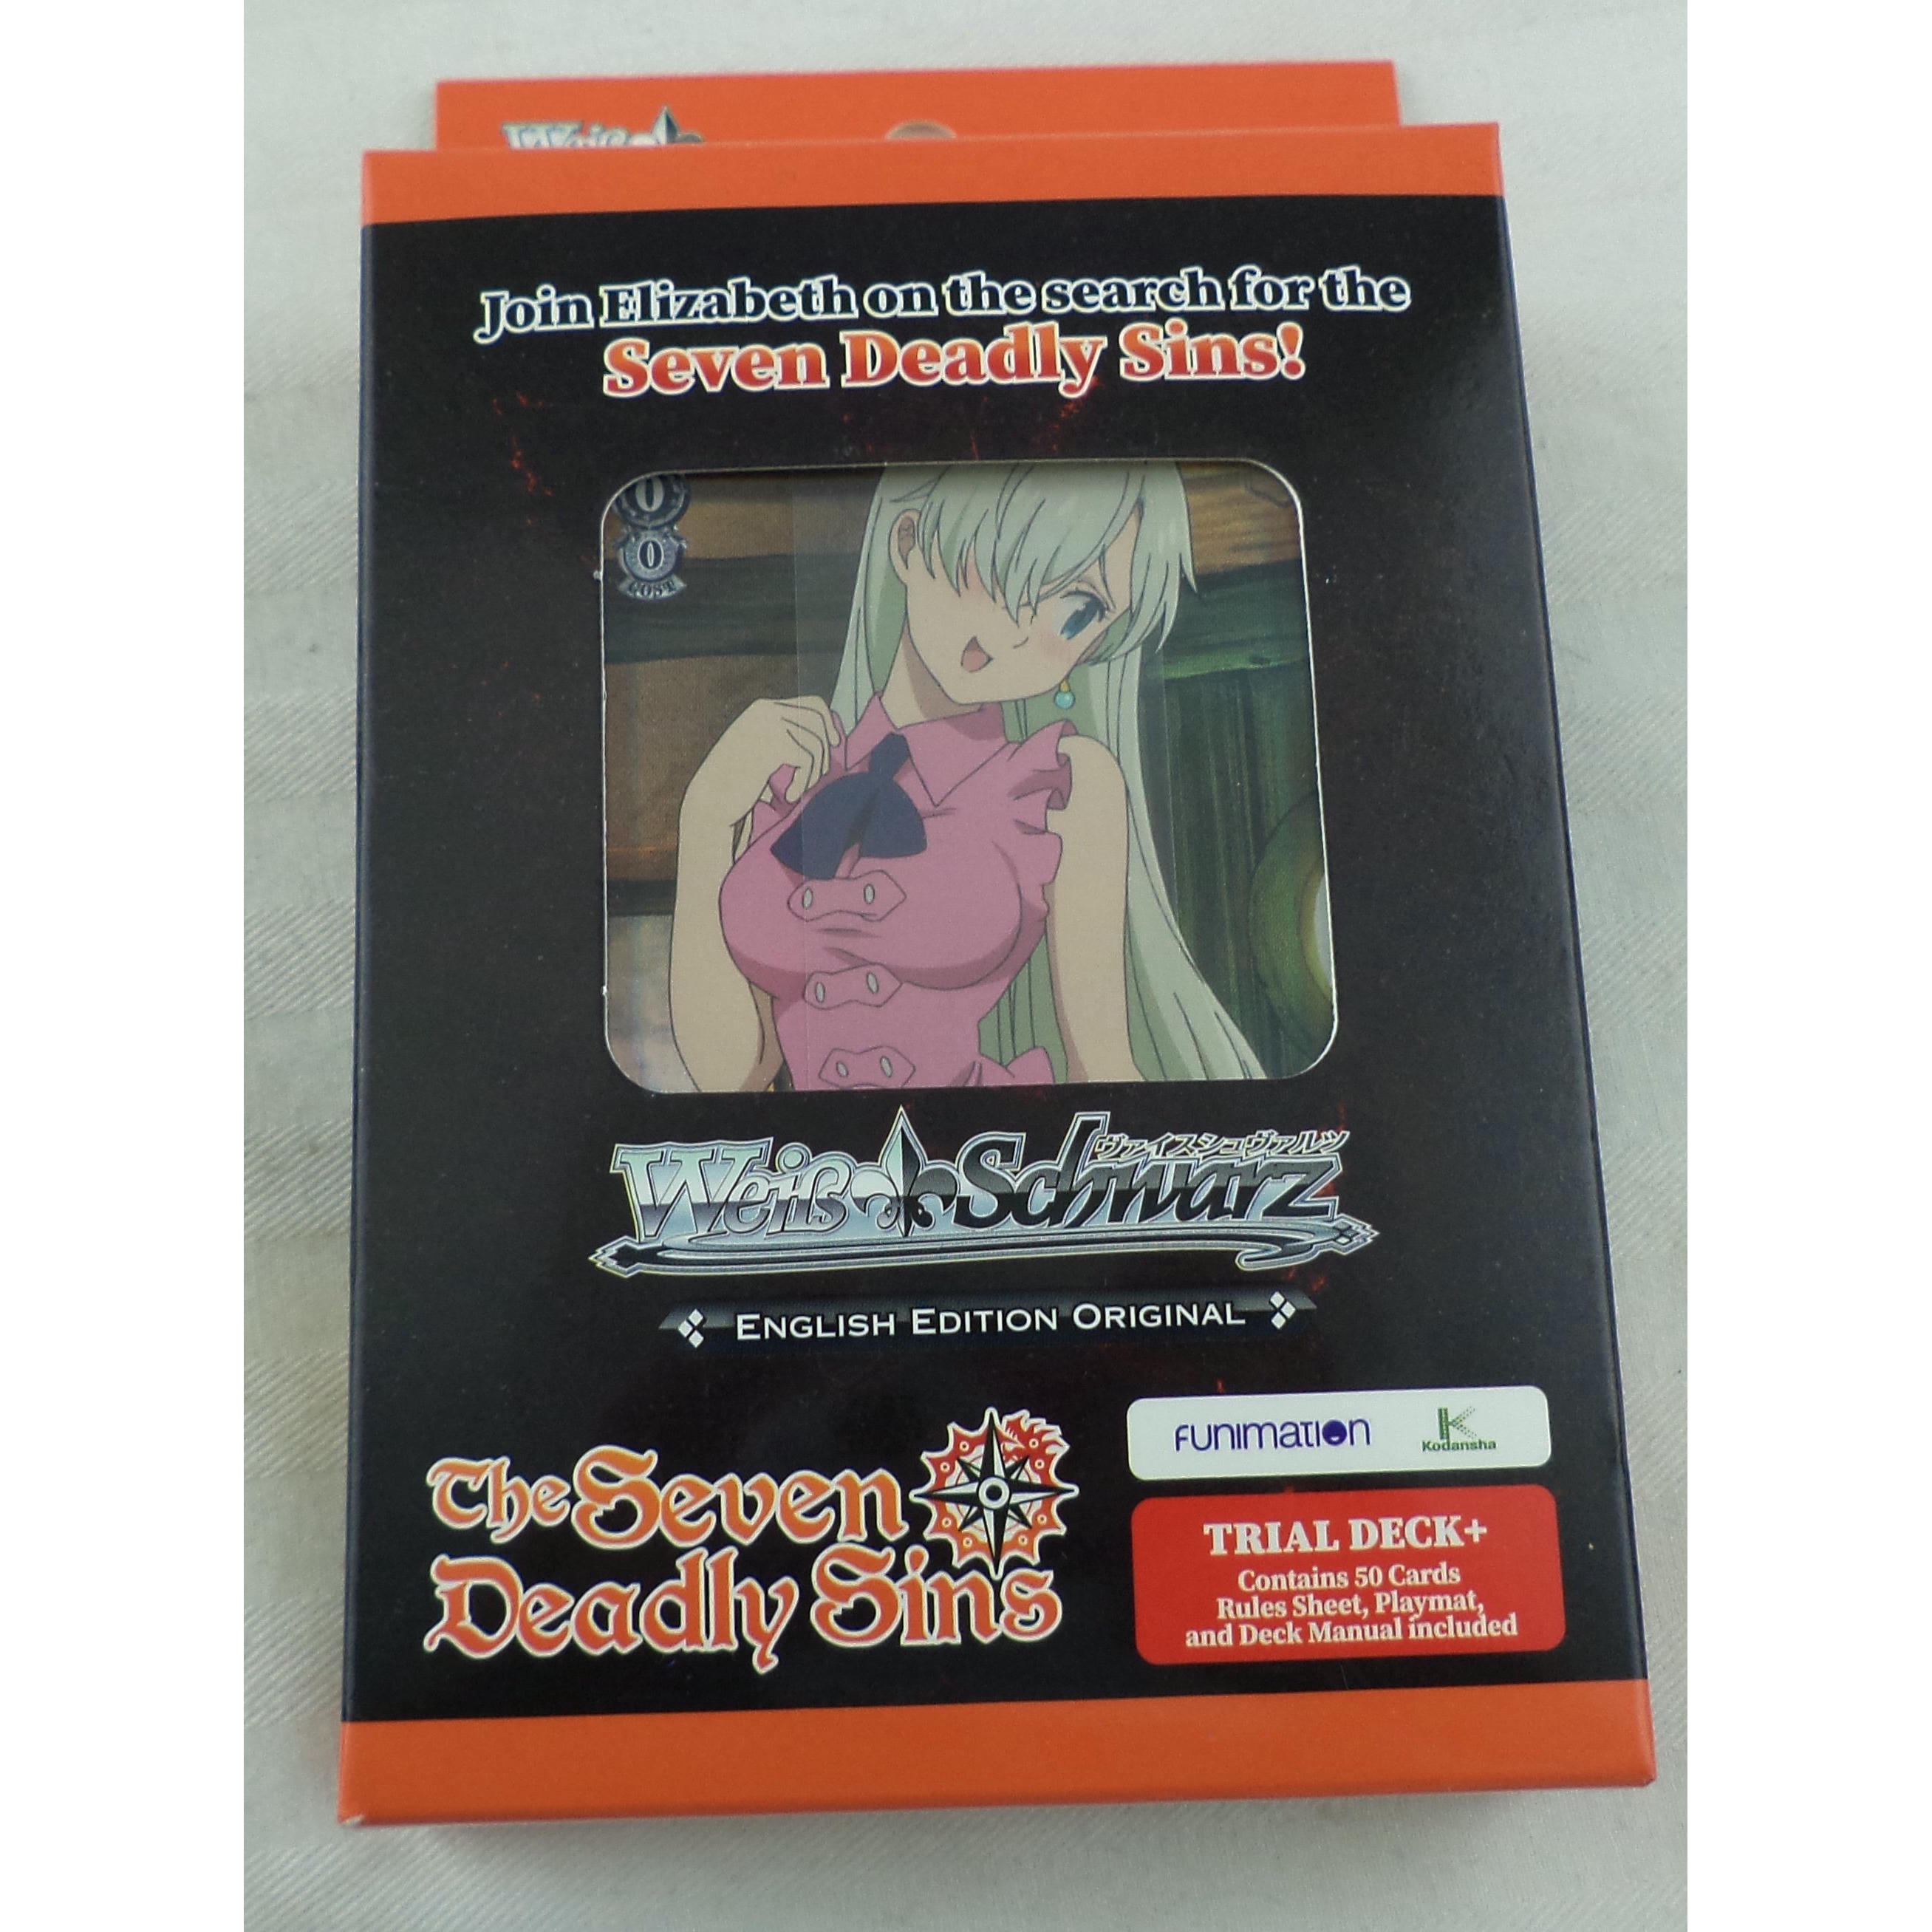 Weiß
Join Elizabeth on the search for the
Seven Deadly Sins!
0
0
COST
ヴァイスシュヴァルツ
Weiß Schwarz
ENGLISH EDITION ORIGINAL
The Seven
Deadly Sins
FUNIMATION
K
Kodansha
TRIAL DECK+
Contains 50 Cards
Rules Sheet, Playmat,
and Deck Manual included